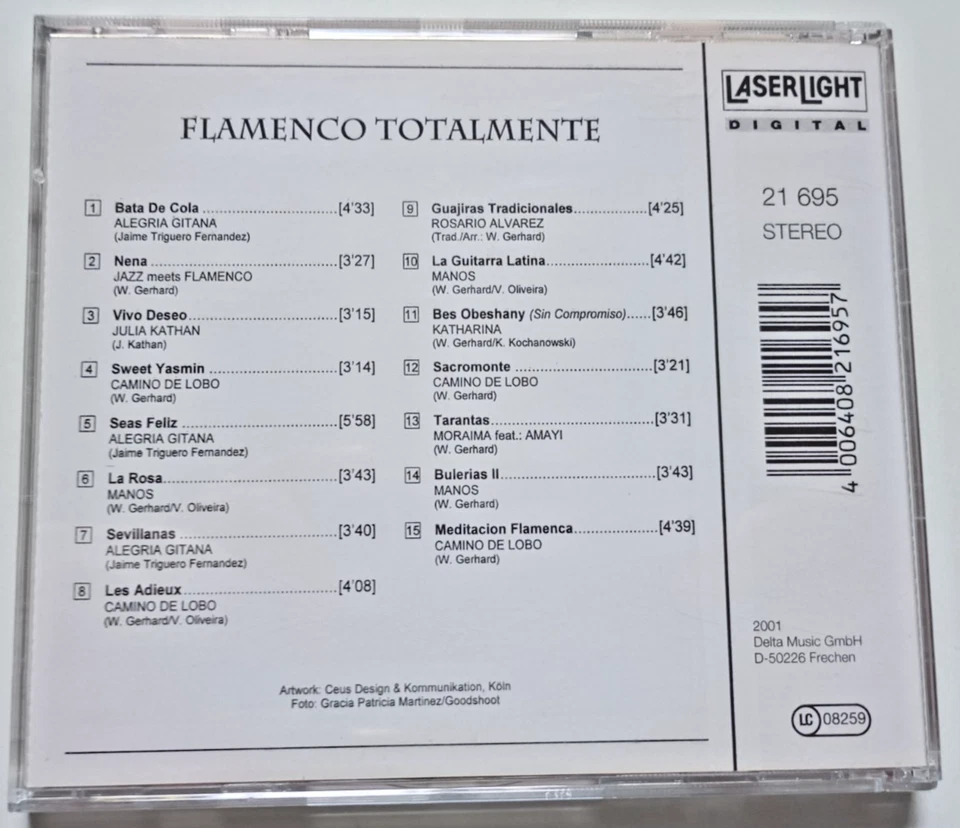 FLAMENCO TOTALMENTE
1 Bata De Cola [4'33]
ALEGRIA GITANA
(Jaime Triguero Fernandez)
2 Nena [3'27]
JAZZ meets FLAMENCO
(W. Gerhard)
3 Vivo Deseo [3'15]
JULIA KATHAN
(J. Kathan)
4 Sweet Yasmin [3'14]
CAMINO DE LOBO
(W. Gerhard)
5 Seas Feliz [5'58]
ALEGRIA GITANA
(Jaime Triguero Fernandez)
6 La Rosa [3'43]
MANOS
(W. Gerhard/V. Oliveira)
7 Sevillanas [3'40]
ALEGRIA GITANA
(Jaime Triguero Fernandez)
8 Les Adieux [4'08]
CAMINO DE LOBO
(W. Gerhard/V. Oliveira)
9 Guajiras Tradicionales [4'25]
ROSARIO ALVAREZ
(Trad./Arr.: W. Gerhard)
10 La Guitarra Latina [4'42]
MANOS
(W. Gerhard/V. Oliveira)
11 Bes Obeshany (Sin Compromiso) [3'46]
KATHARINA
(W. Gerhard/K. Kochanowski)
12 Sacromonte [3'21]
CAMINO DE LOBO
(W. Gerhard)
13 Tarantas [3'31]
MORAIMA feat.: AMAYI
(W. Gerhard)
14 Bulerias II [3'43]
MANOS
(W. Gerhard)
15 Meditacion Flamenca [4'39]
CAMINO DE LOBO
(W. Gerhard)
Artwork: Ceus Design & Kommunikation, Köln
Foto: Gracia Patricia Martinez/Goodshoot
LASERLIGHT
DIGITAL
21 695
STEREO
4 006408 216957
2001
Delta Music GmbH
D-50226 Frechen
LC 08259